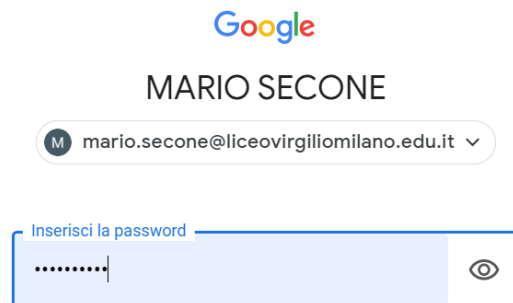 Google
MARIO SECONE
M mario.secone@liceovirgiliomilano.edu.it
Inserisci la password
••••••••••